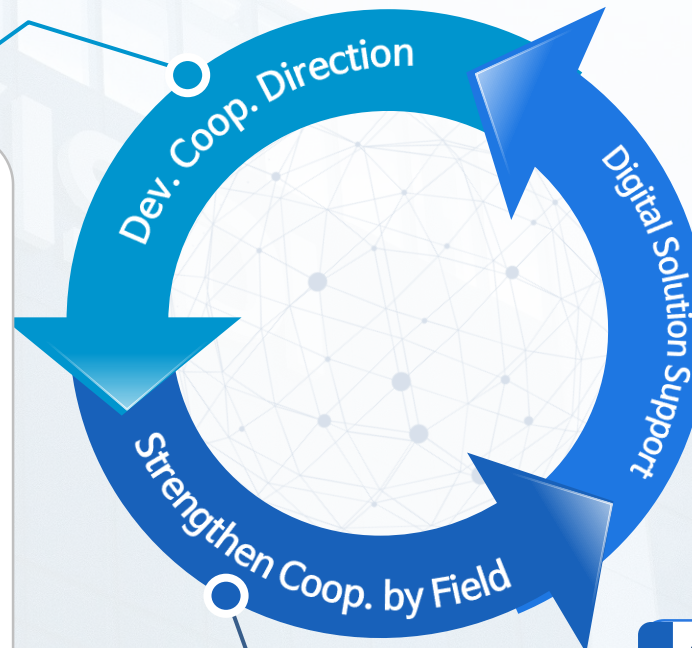 Dev. Coop. Direction
Digital Solution Support
Strengthen Coop. by Field